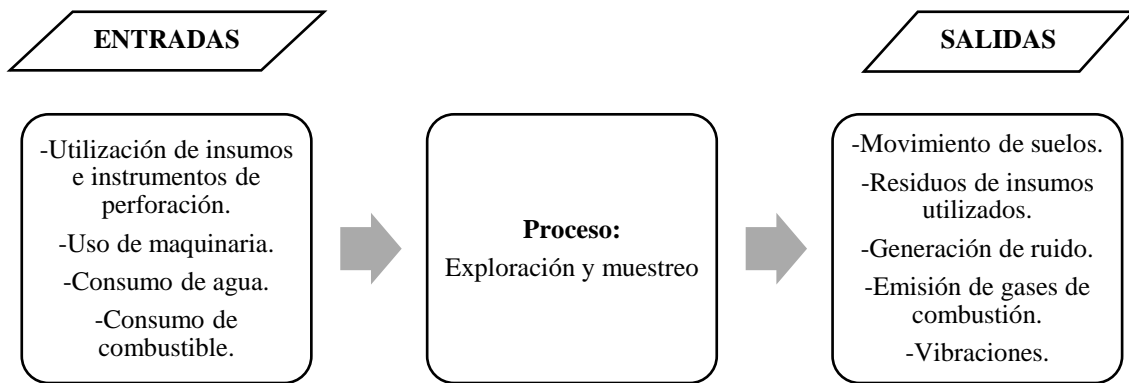 ENTRADAS
-Utilización de insumos
e instrumentos de
perforación.
-Uso de maquinaria.
-Consumo de agua.
-Consumo de
combustible.
Proceso:
Exploración y muestreo
SALIDAS
-Movimiento de suelos.
-Residuos de insumos
utilizados.
-Generación de ruido.
-Emisión de gases de
combustión.
-Vibraciones.